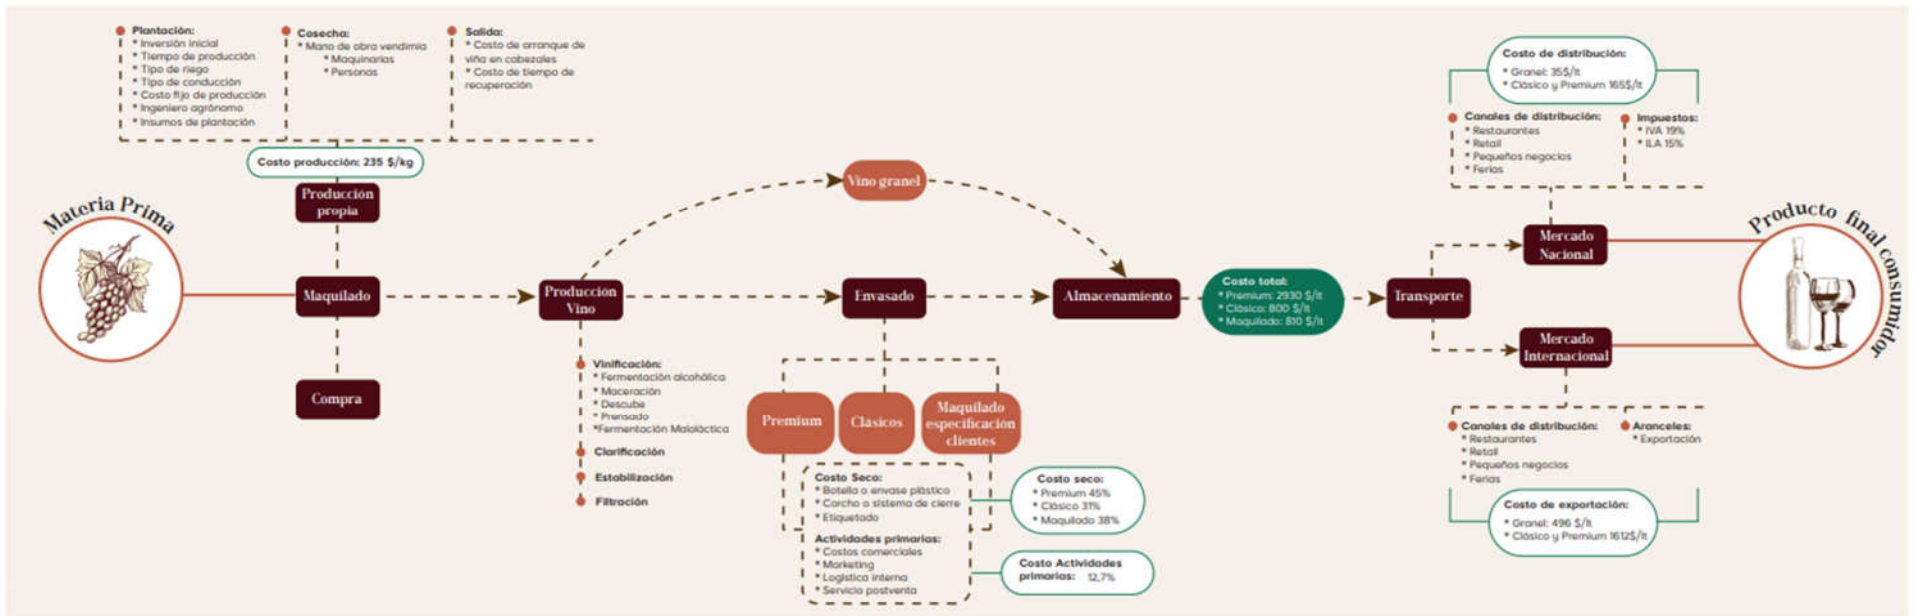 Plantación:
* Inversión inicial
* Tiempo de producción
* Tipo de riego
* Tipo de conducción
* Costo fijo de producción
* Ingeniero agrónomo
* Insumos de plantación
Cosecha:
* Mano de obra vendimia
* Maquinarias
* Personas
Salida:
* Costo de arranque de
viña en cabezales
* Costo de tiempo de
recuperación
Costo producción: 235 $/kg
Producción
propia
Materia Prima
Maquilado
Compra
Producción
Vino
Vinificación:
* Fermentación alcohólica
* Maceración
* Descube
* Prensado
*Fermentación Maloláctica
Clarificación
Estabilización
Filtración
Vino granel
Envasado
Premium
Clásicos
Maquilado
especificación
clientes
Costo Seco:
* Botella o envase plástico
* Corcho o sistema de cierre
* Etiquetado
Actividades primarias:
* Costos comerciales
* Marketing
* Logística interna
* Servicio postventa
Costo seco:
* Premium 45%
* Clásico 31%
* Maquilado 38%
Costo Actividades
primarias: 12,7%
Almacenamiento
Costo total:
* Premium: 2930 $/lt
* Clásico: 800 $/lt
* Maquilado: 810 $/lt
Transporte
Costo de distribución:
* Granel: 35$/lt
* Clásico y Premium 165$/lt
Canales de distribución:
* Restaurantes
* Retail
* Pequeños negocios
* Ferias
Impuestos:
* IVA 19%
* ILA 15%
Mercado
Nacional
Mercado
Internacional
Canales de distribución:
* Restaurantes
* Retail
* Pequeños negocios
* Ferias
Aranceles:
* Exportación
Costo de exportación:
* Granel: 496 $/lt
* Clásico y Premium 1612$/lt
Producto final consumidor